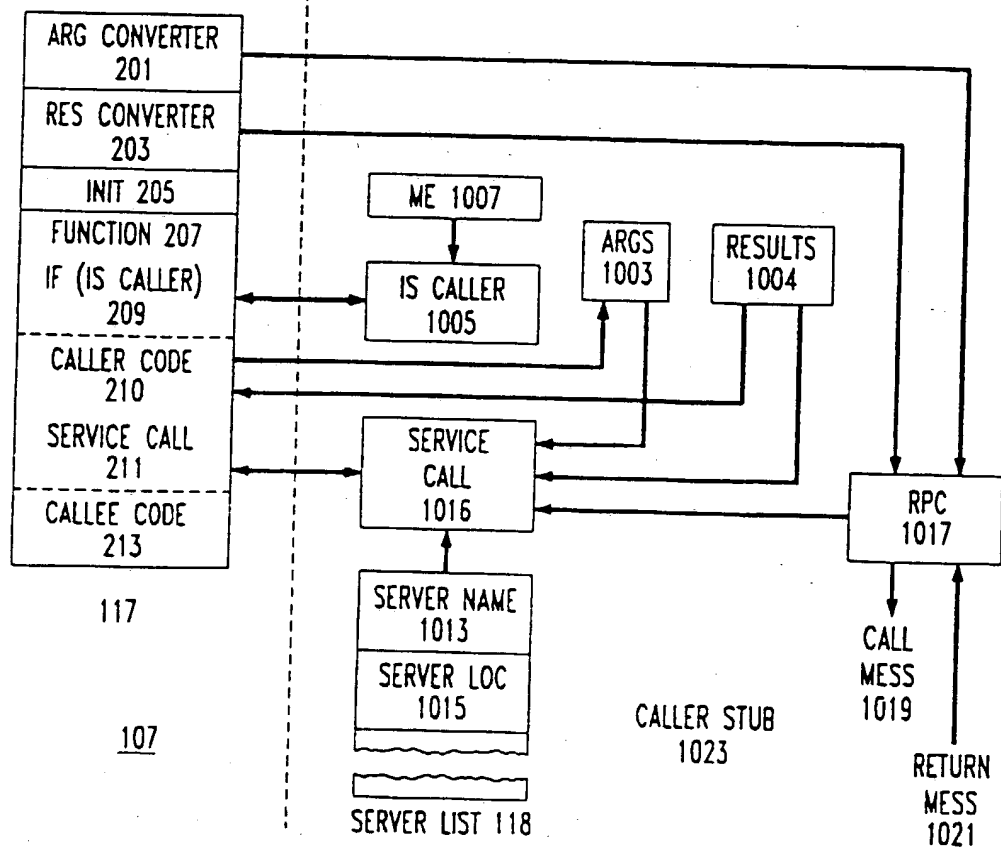 ARG CONVERTER
201
RES CONVERTER
203
INIT 205
FUNCTION 207
IF (IS CALLER)
209
CALLER CODE
210
SERVICE CALL
211
CALLEE CODE
213
117
107
ME 1007
IS CALLER
1005
ARGS
1003
RESULTS
1004
SERVICE
CALL
1016
SERVER NAME
1013
SERVER LOC
1015
SERVER LIST 118
RPC
1017
CALL
MESS
1019
CALLER STUB
1023
RETURN
MESS
1021